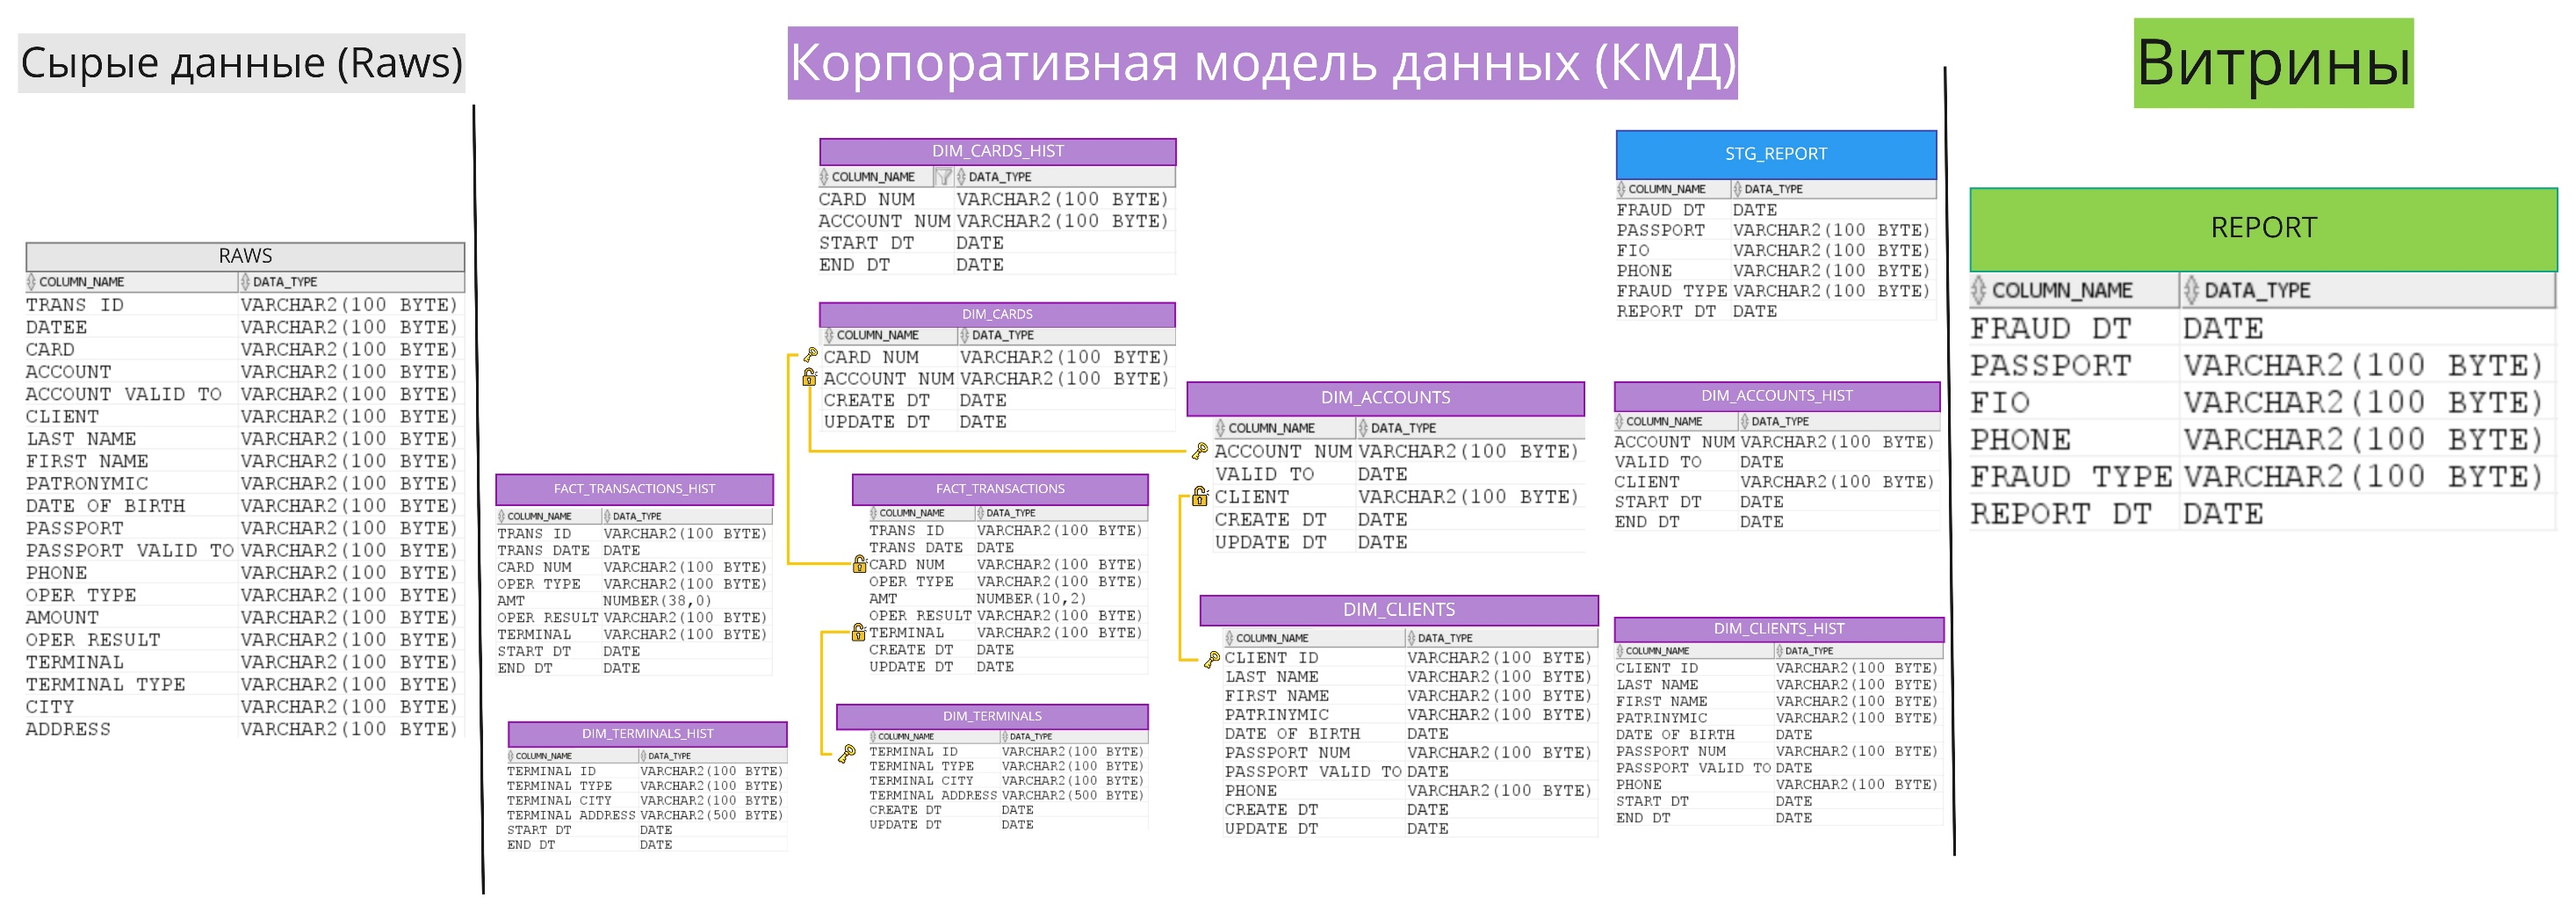 Сырые данные (Raws)
Корпоративная модель данных (КМД)
Витрины
RAWS
COLUMN_NAME DATA_TYPE
TRANS ID VARCHAR2(100 BYTE)
DATEE VARCHAR2(100 BYTE)
CARD VARCHAR2(100 BYTE)
ACCOUNT VARCHAR2(100 BYTE)
ACCOUNT VALID TO VARCHAR2(100 BYTE)
CLIENT VARCHAR2(100 BYTE)
LAST NAME VARCHAR2(100 BYTE)
FIRST NAME VARCHAR2(100 BYTE)
PATRONYMIC VARCHAR2(100 BYTE)
DATE OF BIRTH VARCHAR2(100 BYTE)
PASSPORT VARCHAR2(100 BYTE)
PASSPORT VALID TO VARCHAR2(100 BYTE)
PHONE VARCHAR2(100 BYTE)
OPER TYPE VARCHAR2(100 BYTE)
AMOUNT VARCHAR2(100 BYTE)
OPER RESULT VARCHAR2(100 BYTE)
TERMINAL VARCHAR2(100 BYTE)
TERMINAL TYPE VARCHAR2(100 BYTE)
CITY VARCHAR2(100 BYTE)
ADDRESS VARCHAR2(100 BYTE)
DIM_CARDS_HIST
COLUMN_NAME DATA_TYPE
CARD NUM VARCHAR2(100 BYTE)
ACCOUNT NUM VARCHAR2(100 BYTE)
START DT DATE
END DT DATE
DIM_CARDS
COLUMN_NAME DATA_TYPE
CARD NUM VARCHAR2(100 BYTE)
ACCOUNT NUM VARCHAR2(100 BYTE)
CREATE DT DATE
UPDATE DT DATE
FACT_TRANSACTIONS_HIST
COLUMN_NAME DATA_TYPE
TRANS ID VARCHAR2(100 BYTE)
TRANS DATE DATE
CARD NUM VARCHAR2(100 BYTE)
OPER TYPE VARCHAR2(100 BYTE)
AMT NUMBER(38,0)
OPER RESULT VARCHAR2(100 BYTE)
TERMINAL VARCHAR2(100 BYTE)
START DT DATE
END DT DATE
FACT_TRANSACTIONS
COLUMN_NAME DATA_TYPE
TRANS ID VARCHAR2(100 BYTE)
TRANS DATE DATE
CARD NUM VARCHAR2(100 BYTE)
OPER TYPE VARCHAR2(100 BYTE)
AMT NUMBER(10,2)
OPER RESULT VARCHAR2(100 BYTE)
TERMINAL VARCHAR2(100 BYTE)
CREATE DT DATE
UPDATE DT DATE
DIM_TERMINALS_HIST
COLUMN_NAME DATA_TYPE
TERMINAL ID VARCHAR2(100 BYTE)
TERMINAL TYPE VARCHAR2(100 BYTE)
TERMINAL CITY VARCHAR2(100 BYTE)
TERMINAL ADDRESS VARCHAR2(500 BYTE)
START DT DATE
END DT DATE
DIM_TERMINALS
COLUMN_NAME DATA_TYPE
TERMINAL ID VARCHAR2(100 BYTE)
TERMINAL TYPE VARCHAR2(100 BYTE)
TERMINAL CITY VARCHAR2(100 BYTE)
TERMINAL ADDRESS VARCHAR2(500 BYTE)
CREATE DT DATE
UPDATE DT DATE
DIM_ACCOUNTS
COLUMN_NAME DATA_TYPE
ACCOUNT NUM VARCHAR2(100 BYTE)
VALID TO DATE
CLIENT VARCHAR2(100 BYTE)
CREATE DT DATE
UPDATE DT DATE
DIM_CLIENTS
COLUMN_NAME DATA_TYPE
CLIENT ID VARCHAR2(100 BYTE)
LAST NAME VARCHAR2(100 BYTE)
FIRST NAME VARCHAR2(100 BYTE)
PATRINYMIC VARCHAR2(100 BYTE)
DATE OF BIRTH DATE
PASSPORT NUM VARCHAR2(100 BYTE)
PASSPORT VALID TO DATE
PHONE VARCHAR2(100 BYTE)
CREATE DT DATE
UPDATE DT DATE
STG_REPORT
COLUMN_NAME DATA_TYPE
FRAUD DT DATE
PASSPORT VARCHAR2(100 BYTE)
FIO VARCHAR2(100 BYTE)
PHONE VARCHAR2(100 BYTE)
FRAUD TYPE VARCHAR2(100 BYTE)
REPORT DT DATE
DIM_ACCOUNTS_HIST
COLUMN_NAME DATA_TYPE
ACCOUNT NUM VARCHAR2(100 BYTE)
VALID TO DATE
CLIENT VARCHAR2(100 BYTE)
START DT DATE
END DT DATE
DIM_CLIENTS_HIST
COLUMN_NAME DATA_TYPE
CLIENT ID VARCHAR2(100 BYTE)
LAST NAME VARCHAR2(100 BYTE)
FIRST NAME VARCHAR2(100 BYTE)
PATRINYMIC VARCHAR2(100 BYTE)
DATE OF BIRTH DATE
PASSPORT NUM VARCHAR2(100 BYTE)
PASSPORT VALID TO DATE
PHONE VARCHAR2(100 BYTE)
START DT DATE
END DT DATE
REPORT
COLUMN_NAME DATA_TYPE
FRAUD DT DATE
PASSPORT VARCHAR2(100 BYTE)
FIO VARCHAR2(100 BYTE)
PHONE VARCHAR2(100 BYTE)
FRAUD TYPE VARCHAR2(100 BYTE)
REPORT DT DATE